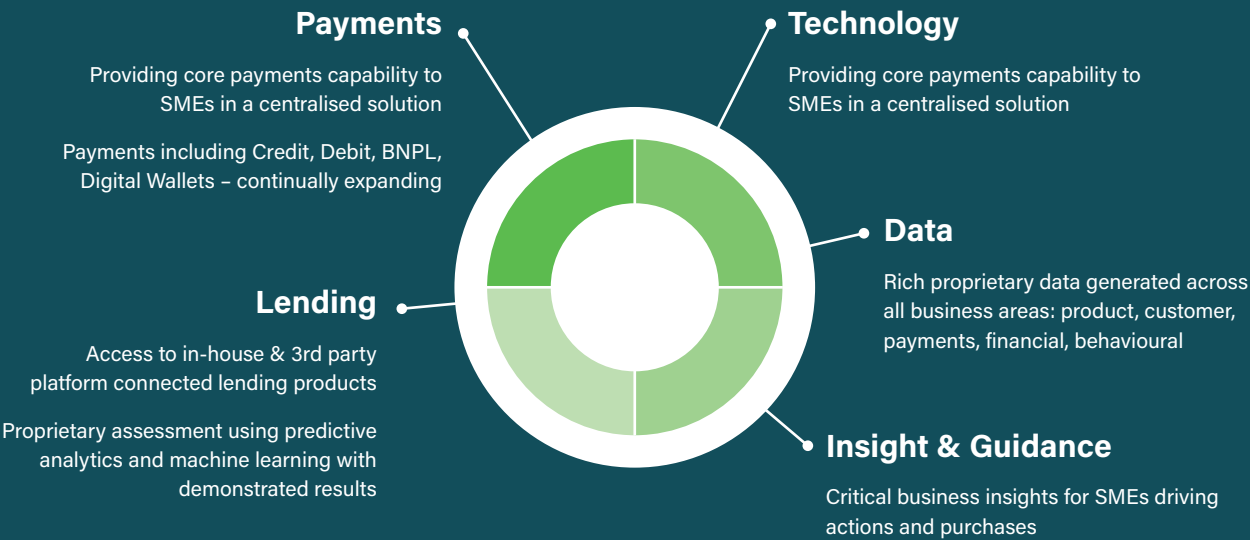 Payments
Providing core payments capability to
SMEs in a centralised solution
Payments including Credit, Debit, BNPL,
Digital Wallets – continually expanding
Technology
Providing core payments capability to
SMEs in a centralised solution
Data
Rich proprietary data generated across
all business areas: product, customer,
payments, financial, behavioural
Lending
Access to in-house & 3rd party
platform connected lending products
Proprietary assessment using predictive
analytics and machine learning with
demonstrated results
Insight & Guidance
Critical business insights for SMEs driving
actions and purchases